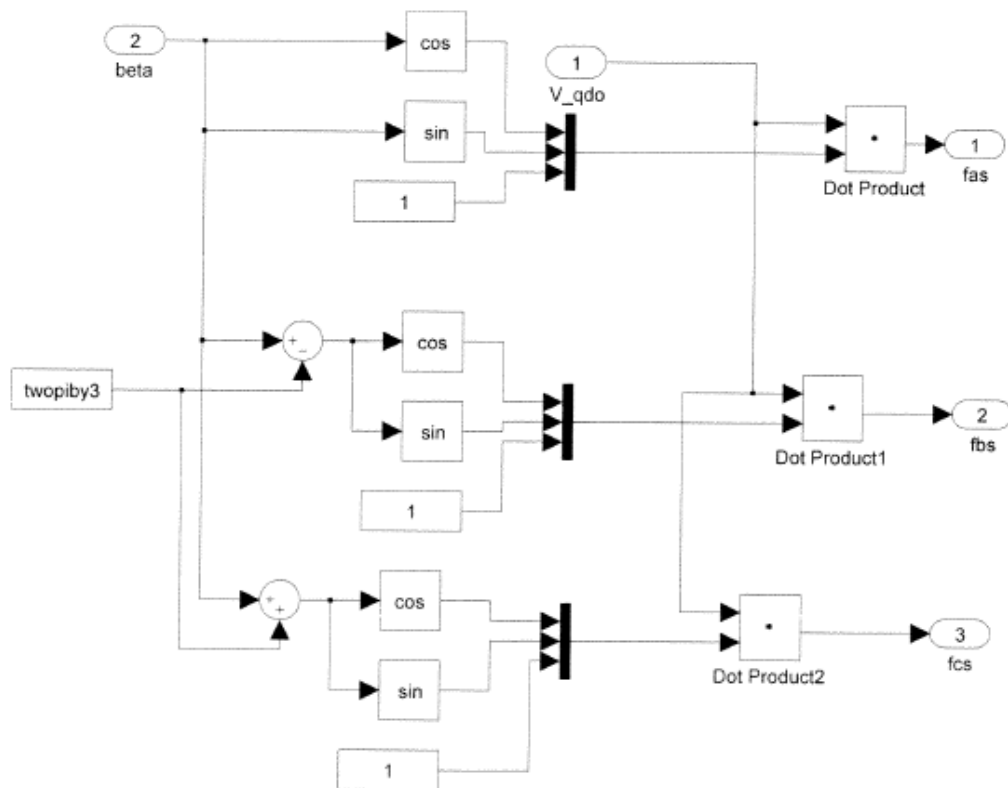 2
beta
cos
1
V_qdo
sin
1
Dot Product
1
fas
+
−
cos
twopiby3
sin
1
Dot Product1
2
fbs
+
+
cos
sin
1
Dot Product2
3
fcs